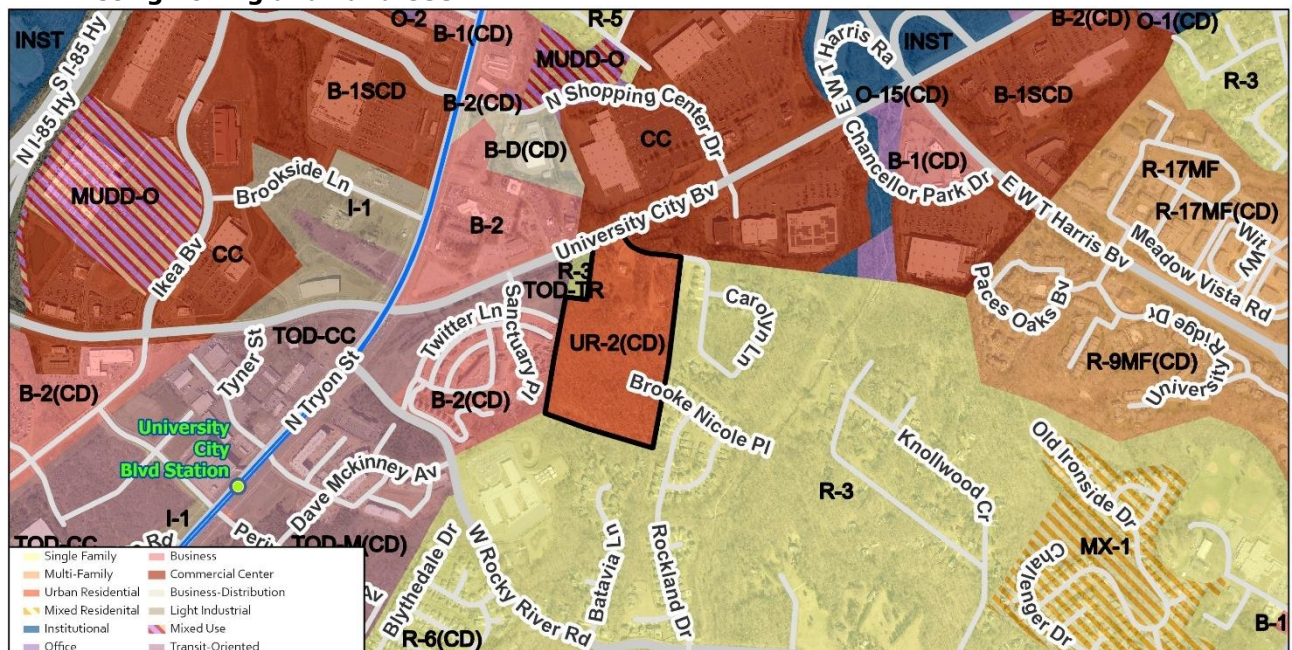 INST
S I-85 Hy
N I-85 Hy
MUDD-O
O-2
B-1(CD)
B-1SCD
B-2(CD)
R-5
MUDD-O
N Shopping Center Dr
B-D(CD)
CC
W T Harris Ra
INST
B-2(CD)
O-1(CD)
O-15(CD)
B-1SCD
R-3
E W T
E Chancellor Park Dr
B-1(CD)
E W T Harris Bv
R-17MF
R-17MF(CD)
Meadow Vista Rd
Brookside Ln
I-1
CC
Ikea Bv
B-2
University City Bv
R-3
TOD-TR
Sanctuary Pl
Twitter Ln
UR-2(CD)
Carolyn Ln
Paces Oaks Bv
R-9MF(CD)
University
Ridge Dr
TOD-CC
Tyner St
N Tryon St
B-2(CD)
B-2(CD)
Brooke Nicole Pl
University
City
Blvd Station
Dave Mckinney Av
I-1
TOD-CC
Rd
TOD-M(CD)
Av
R-3
Knollwood Cr
Old Ironside Dr
MX-1
Challenger Dr
B-1
Blythedale Dr
W Rocky River Rd
Batavia Ln
Rockland Dr
R-6(CD)
Single Family
Multi-Family
Urban Residential
Mixed Residenital
Institutional
Office
Business
Commercial Center
Business-Distribution
Light Industrial
Mixed Use
Transit-Oriented